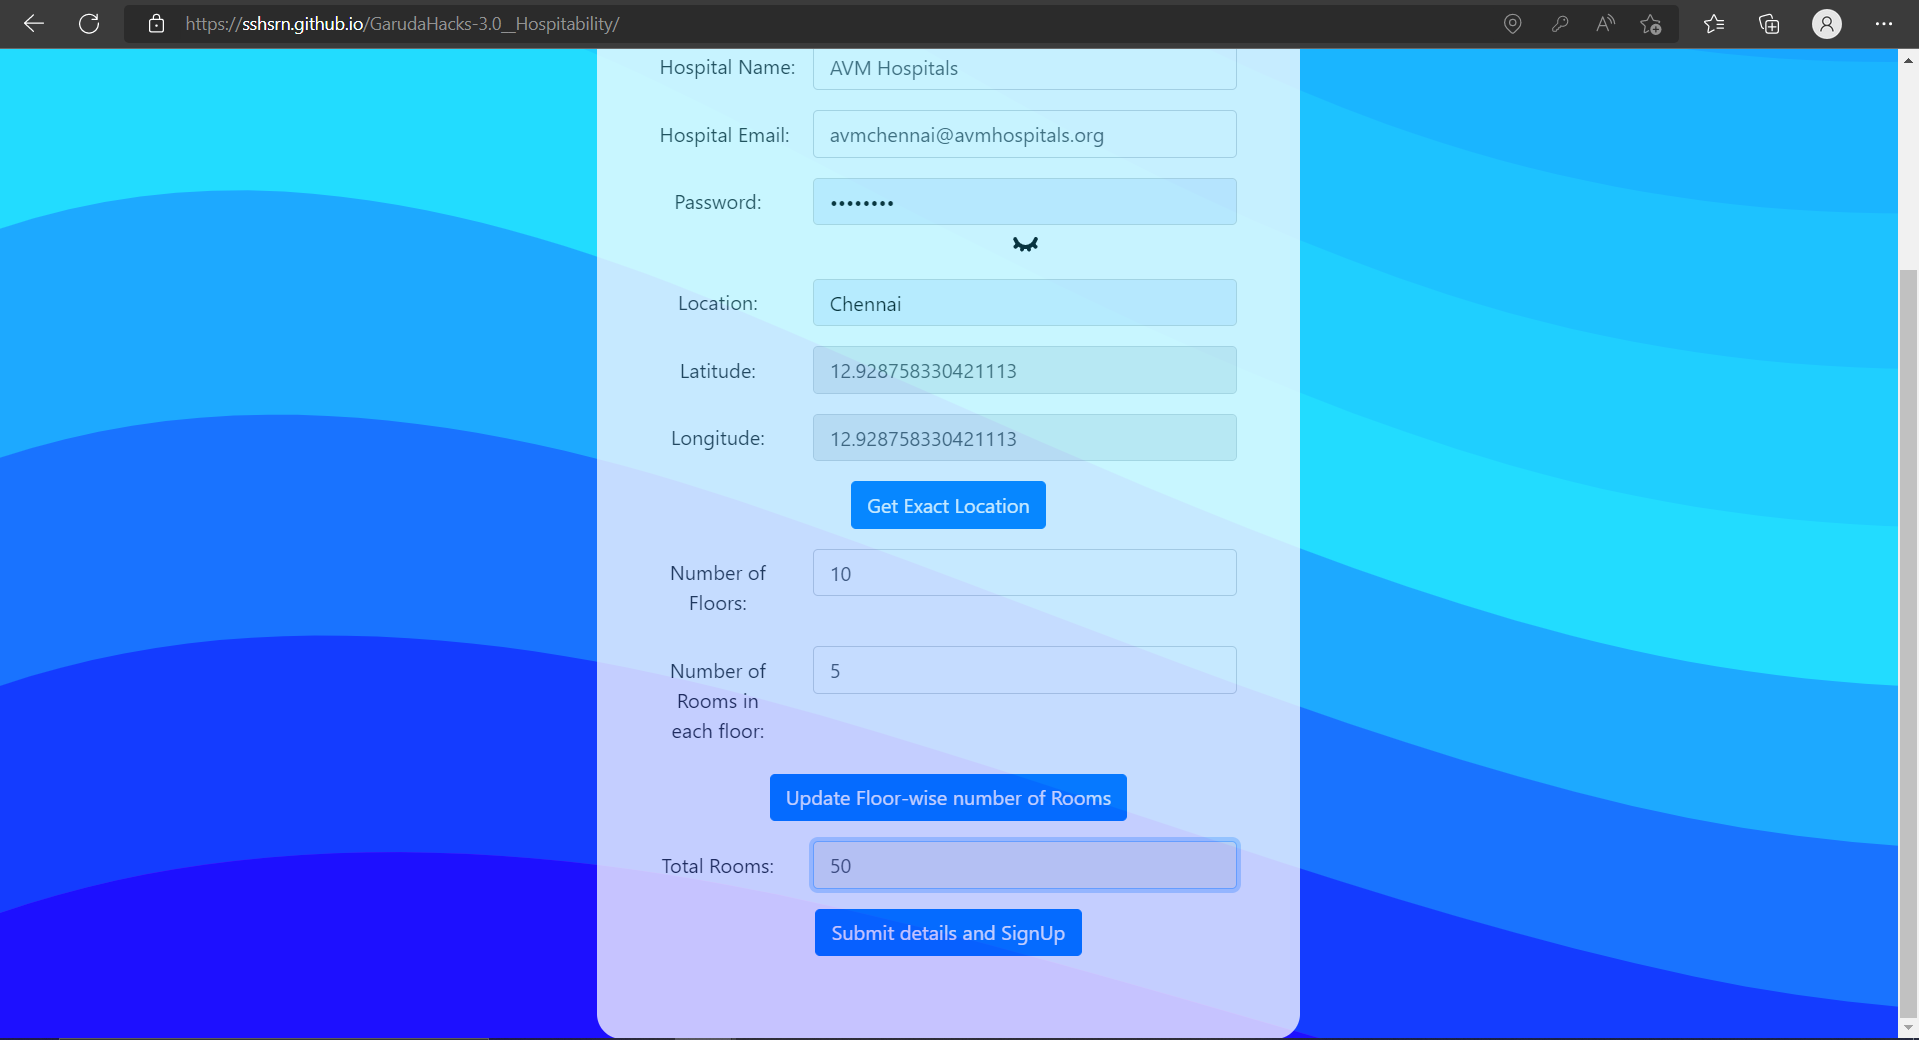 https://sshsrn.github.io/GarudaHacks-3.0__Hospitability/
Hospital Name: AVM Hospitals
Hospital Email: avmchennai@avmhospitals.org
Password: ••••••••
Location: Chennai
Latitude: 12.928758330421113
Longitude: 12.928758330421113
Get Exact Location
Number of Floors: 10
Number of Rooms in each floor: 5
Update Floor-wise number of Rooms
Total Rooms: 50
Submit details and SignUp